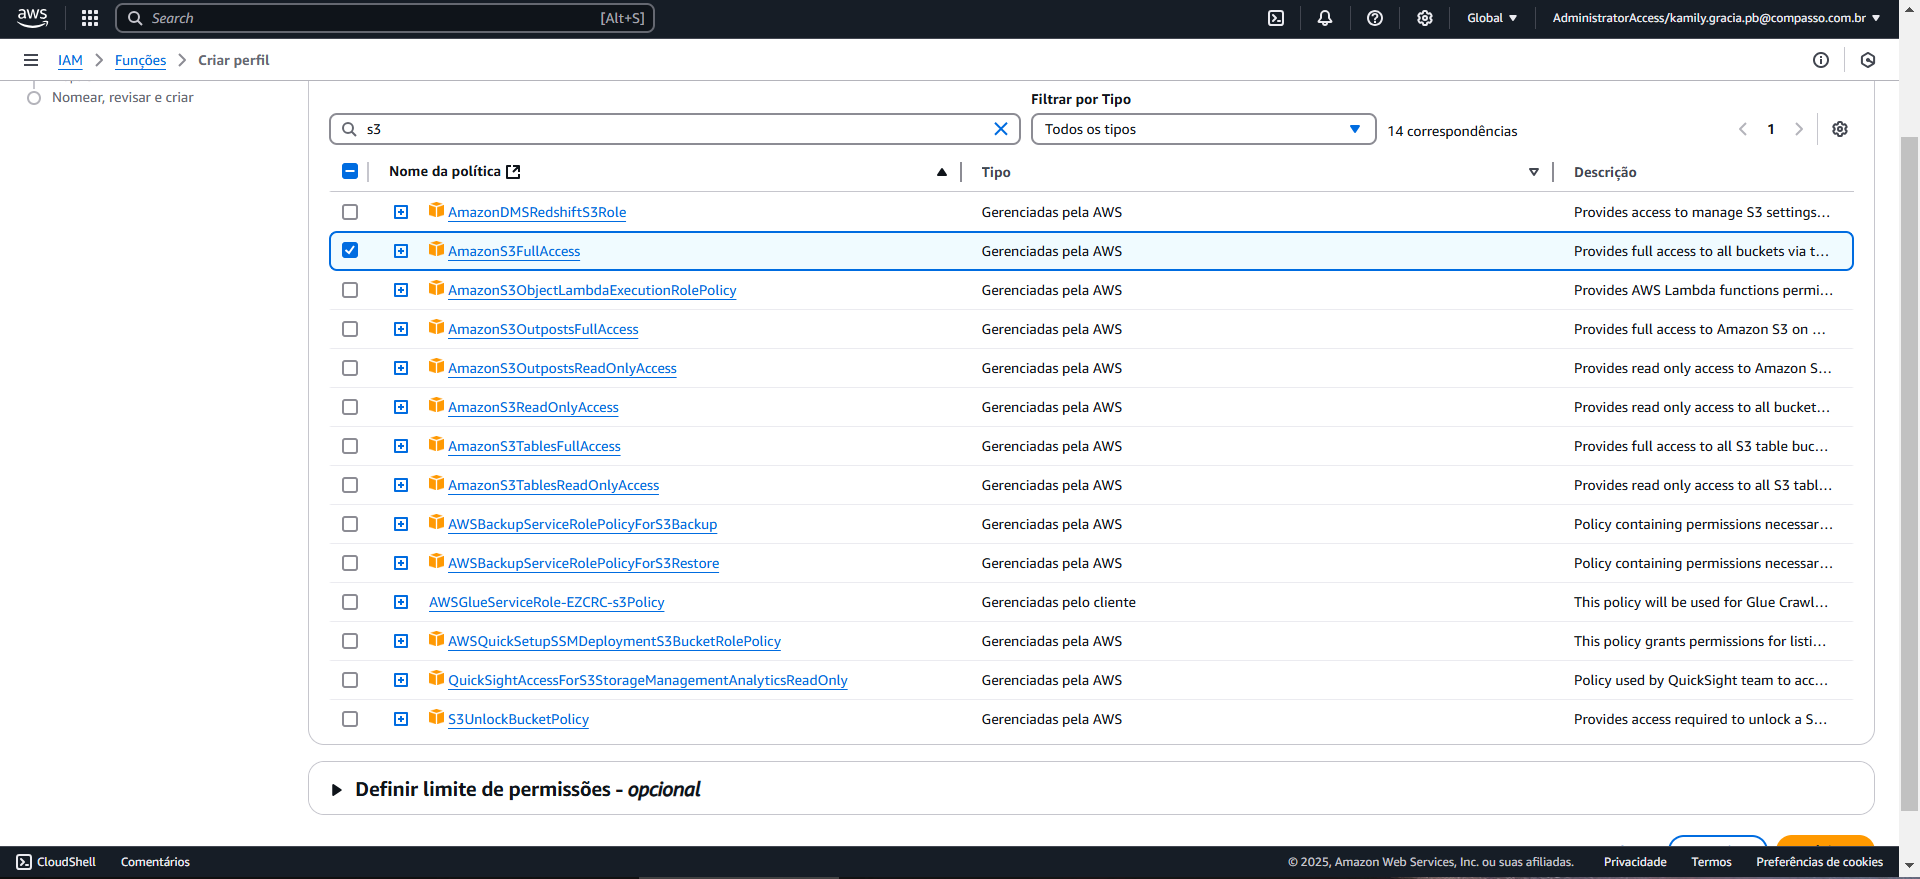 aws
Search [Alt+S]
Global
AdministratorAccess/kamily.gracia.pb@compasso.com.br
IAM > Funções > Criar perfil
Nomear, revisar e criar
Filtrar por Tipo
s3
Todos os tipos
14 correspondências
1
Nome da política Tipo Descrição
AmazonDMSRedshiftS3Role Gerenciadas pela AWS Provides access to manage S3 settings...
AmazonS3FullAccess Gerenciadas pela AWS Provides full access to all buckets via t...
AmazonS3ObjectLambdaExecutionRolePolicy Gerenciadas pela AWS Provides AWS Lambda functions permi...
AmazonS3OutpostsFullAccess Gerenciadas pela AWS Provides full access to Amazon S3 on ...
AmazonS3OutpostsReadOnlyAccess Gerenciadas pela AWS Provides read only access to Amazon S...
AmazonS3ReadOnlyAccess Gerenciadas pela AWS Provides read only access to all bucket...
AmazonS3TablesFullAccess Gerenciadas pela AWS Provides full access to all S3 table buc...
AmazonS3TablesReadOnlyAccess Gerenciadas pela AWS Provides read only access to all S3 tabl...
AWSBackupServiceRolePolicyForS3Backup Gerenciadas pela AWS Policy containing permissions necessar...
AWSBackupServiceRolePolicyForS3Restore Gerenciadas pela AWS Policy containing permissions necessar...
AWSGlueServiceRole-EZCRC-s3Policy Gerenciadas pelo cliente This policy will be used for Glue Crawl...
AWSQuickSetupSSMDeploymentS3BucketRolePolicy Gerenciadas pela AWS This policy grants permissions for listi...
QuickSightAccessForS3StorageManagementAnalyticsReadOnly Gerenciadas pela AWS Policy used by QuickSight team to acc...
S3UnlockBucketPolicy Gerenciadas pela AWS Provides access required to unlock a S...
Definir limite de permissões - opcional
CloudShell Comentários © 2025, Amazon Web Services, Inc. ou suas afiliadas. Privacidade Termos Preferências de cookies